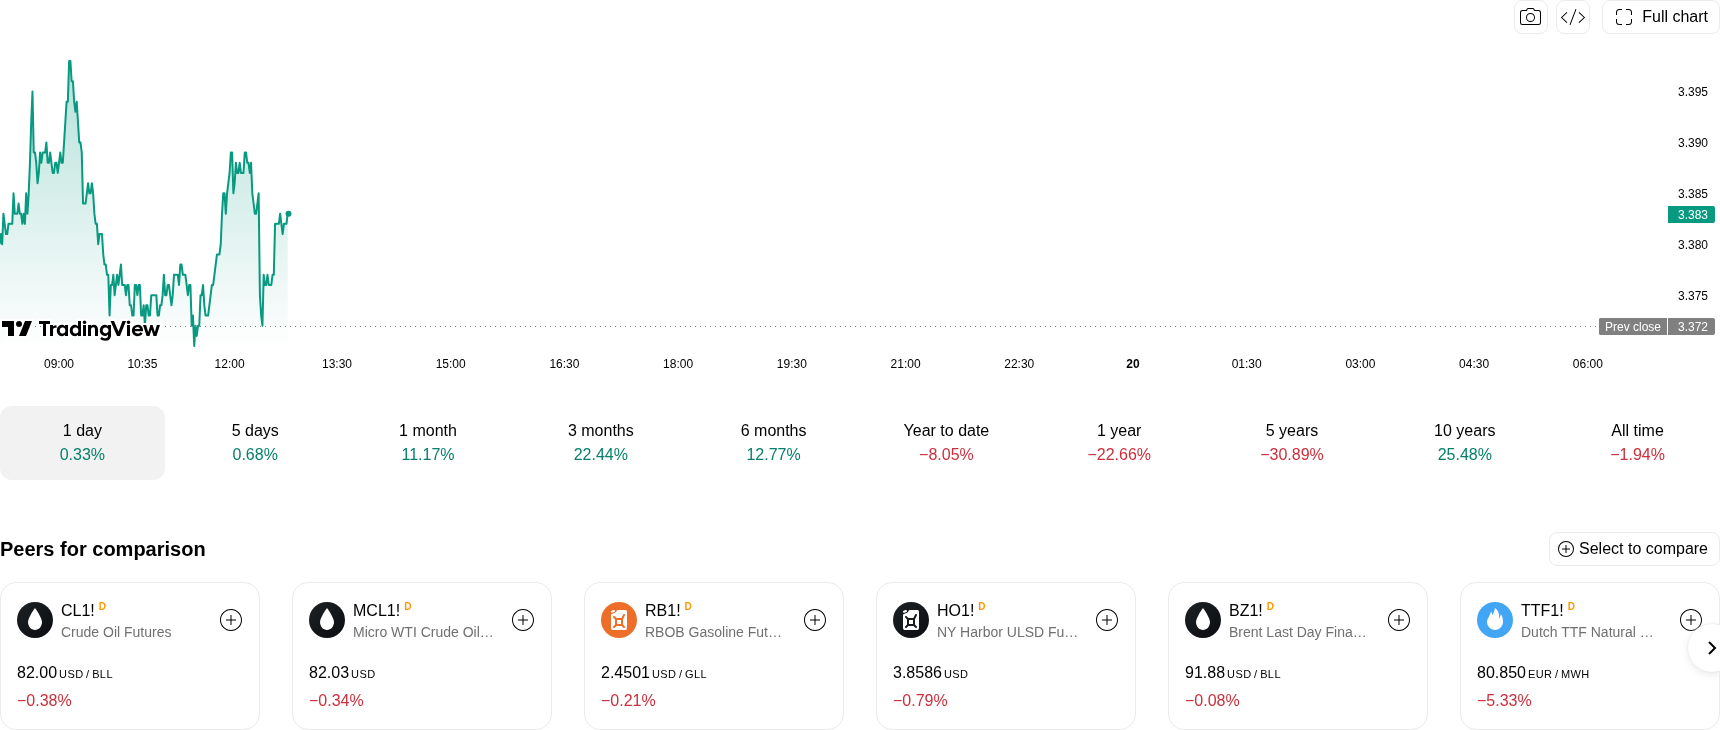 Full chart
3.395
3.390
3.385
3.383
3.380
3.375
Prev close 3.372
TradingView
09:00 10:35 12:00 13:30 15:00 16:30 18:00 19:30 21:00 22:30 20 01:30 03:00 04:30 06:00
1 day 5 days 1 month 3 months 6 months Year to date 1 year 5 years 10 years All time
0.33% 0.68% 11.17% 22.44% 12.77% −8.05% −22.66% −30.89% 25.48% −1.94%
Peers for comparison
Select to compare
CL1! D
Crude Oil Futures
82.00 USD / BLL
−0.38%
MCL1! D
Micro WTI Crude Oil…
82.03 USD
−0.34%
RB1! D
RBOB Gasoline Fut…
2.4501 USD / GLL
−0.21%
HO1! D
NY Harbor ULSD Fu…
3.8586 USD
−0.79%
BZ1! D
Brent Last Day Fina…
91.88 USD / BLL
−0.08%
TTF1! D
Dutch TTF Natural …
80.850 EUR / MWH
−5.33%